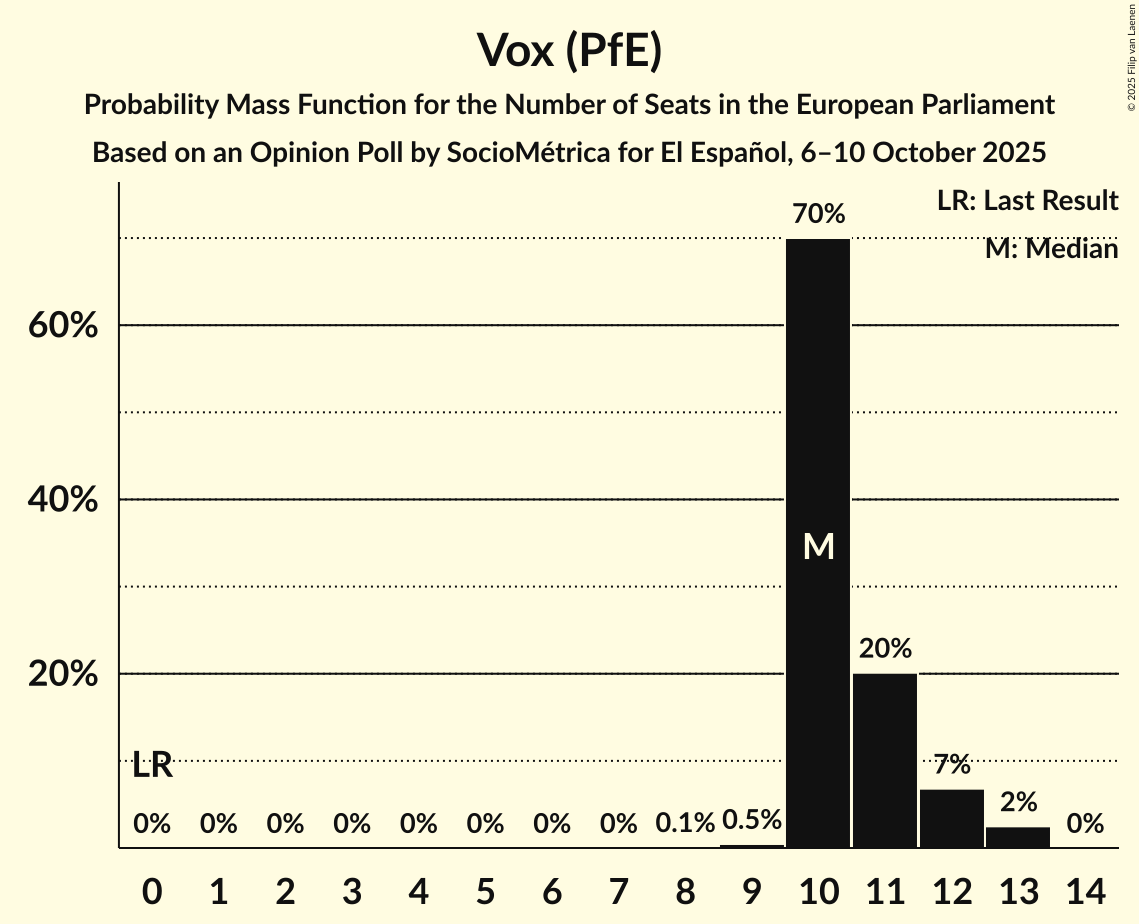 Vox (PfE)
Probability Mass Function for the Number of Seats in the European Parliament
Based on an Opinion Poll by SocioMétrica for El Español, 6–10 October 2025
© 2025 Filip van Laenen
LR: Last Result
M: Median
70%
60%
40%
M
20%
20%
LR
7%
2%
0% 0% 0% 0% 0% 0% 0% 0% 0.1% 0.5% 0%
0 1 2 3 4 5 6 7 8 9 10 11 12 13 14